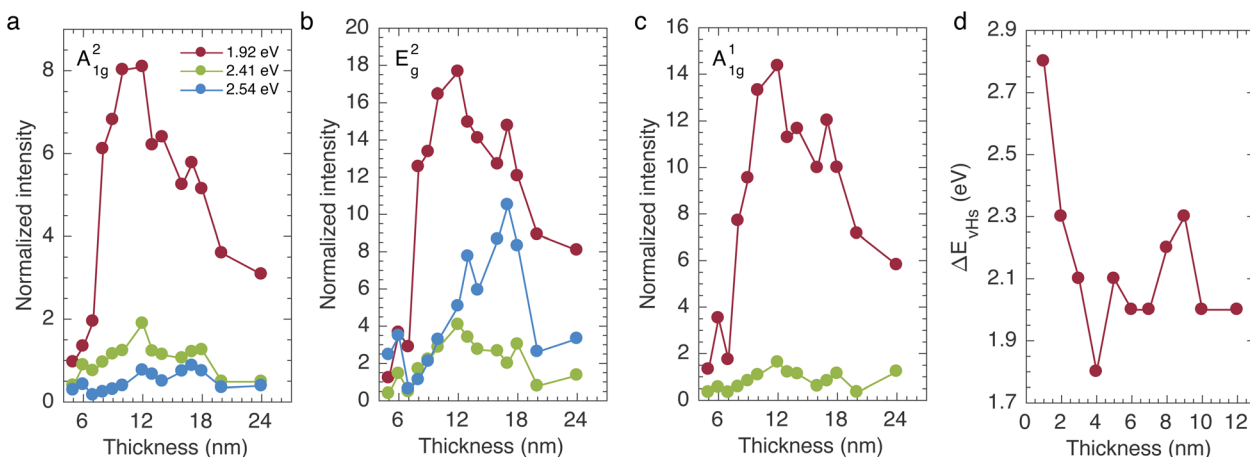 a
A²₁g
1.92 eV
2.41 eV
2.54 eV
8
6
4
2
0
Normalized intensity
6 12 18 24
Thickness (nm)
b
E²g
20
18
16
14
12
10
8
6
4
2
0
Normalized intensity
6 12 18 24
Thickness (nm)
c
A¹₁g
16
14
12
10
8
6
4
2
0
Normalized intensity
6 12 18 24
Thickness (nm)
d
2.9
2.7
2.5
2.3
2.1
1.9
1.7
ΔEvHs (eV)
0 2 4 6 8 10 12
Thickness (nm)